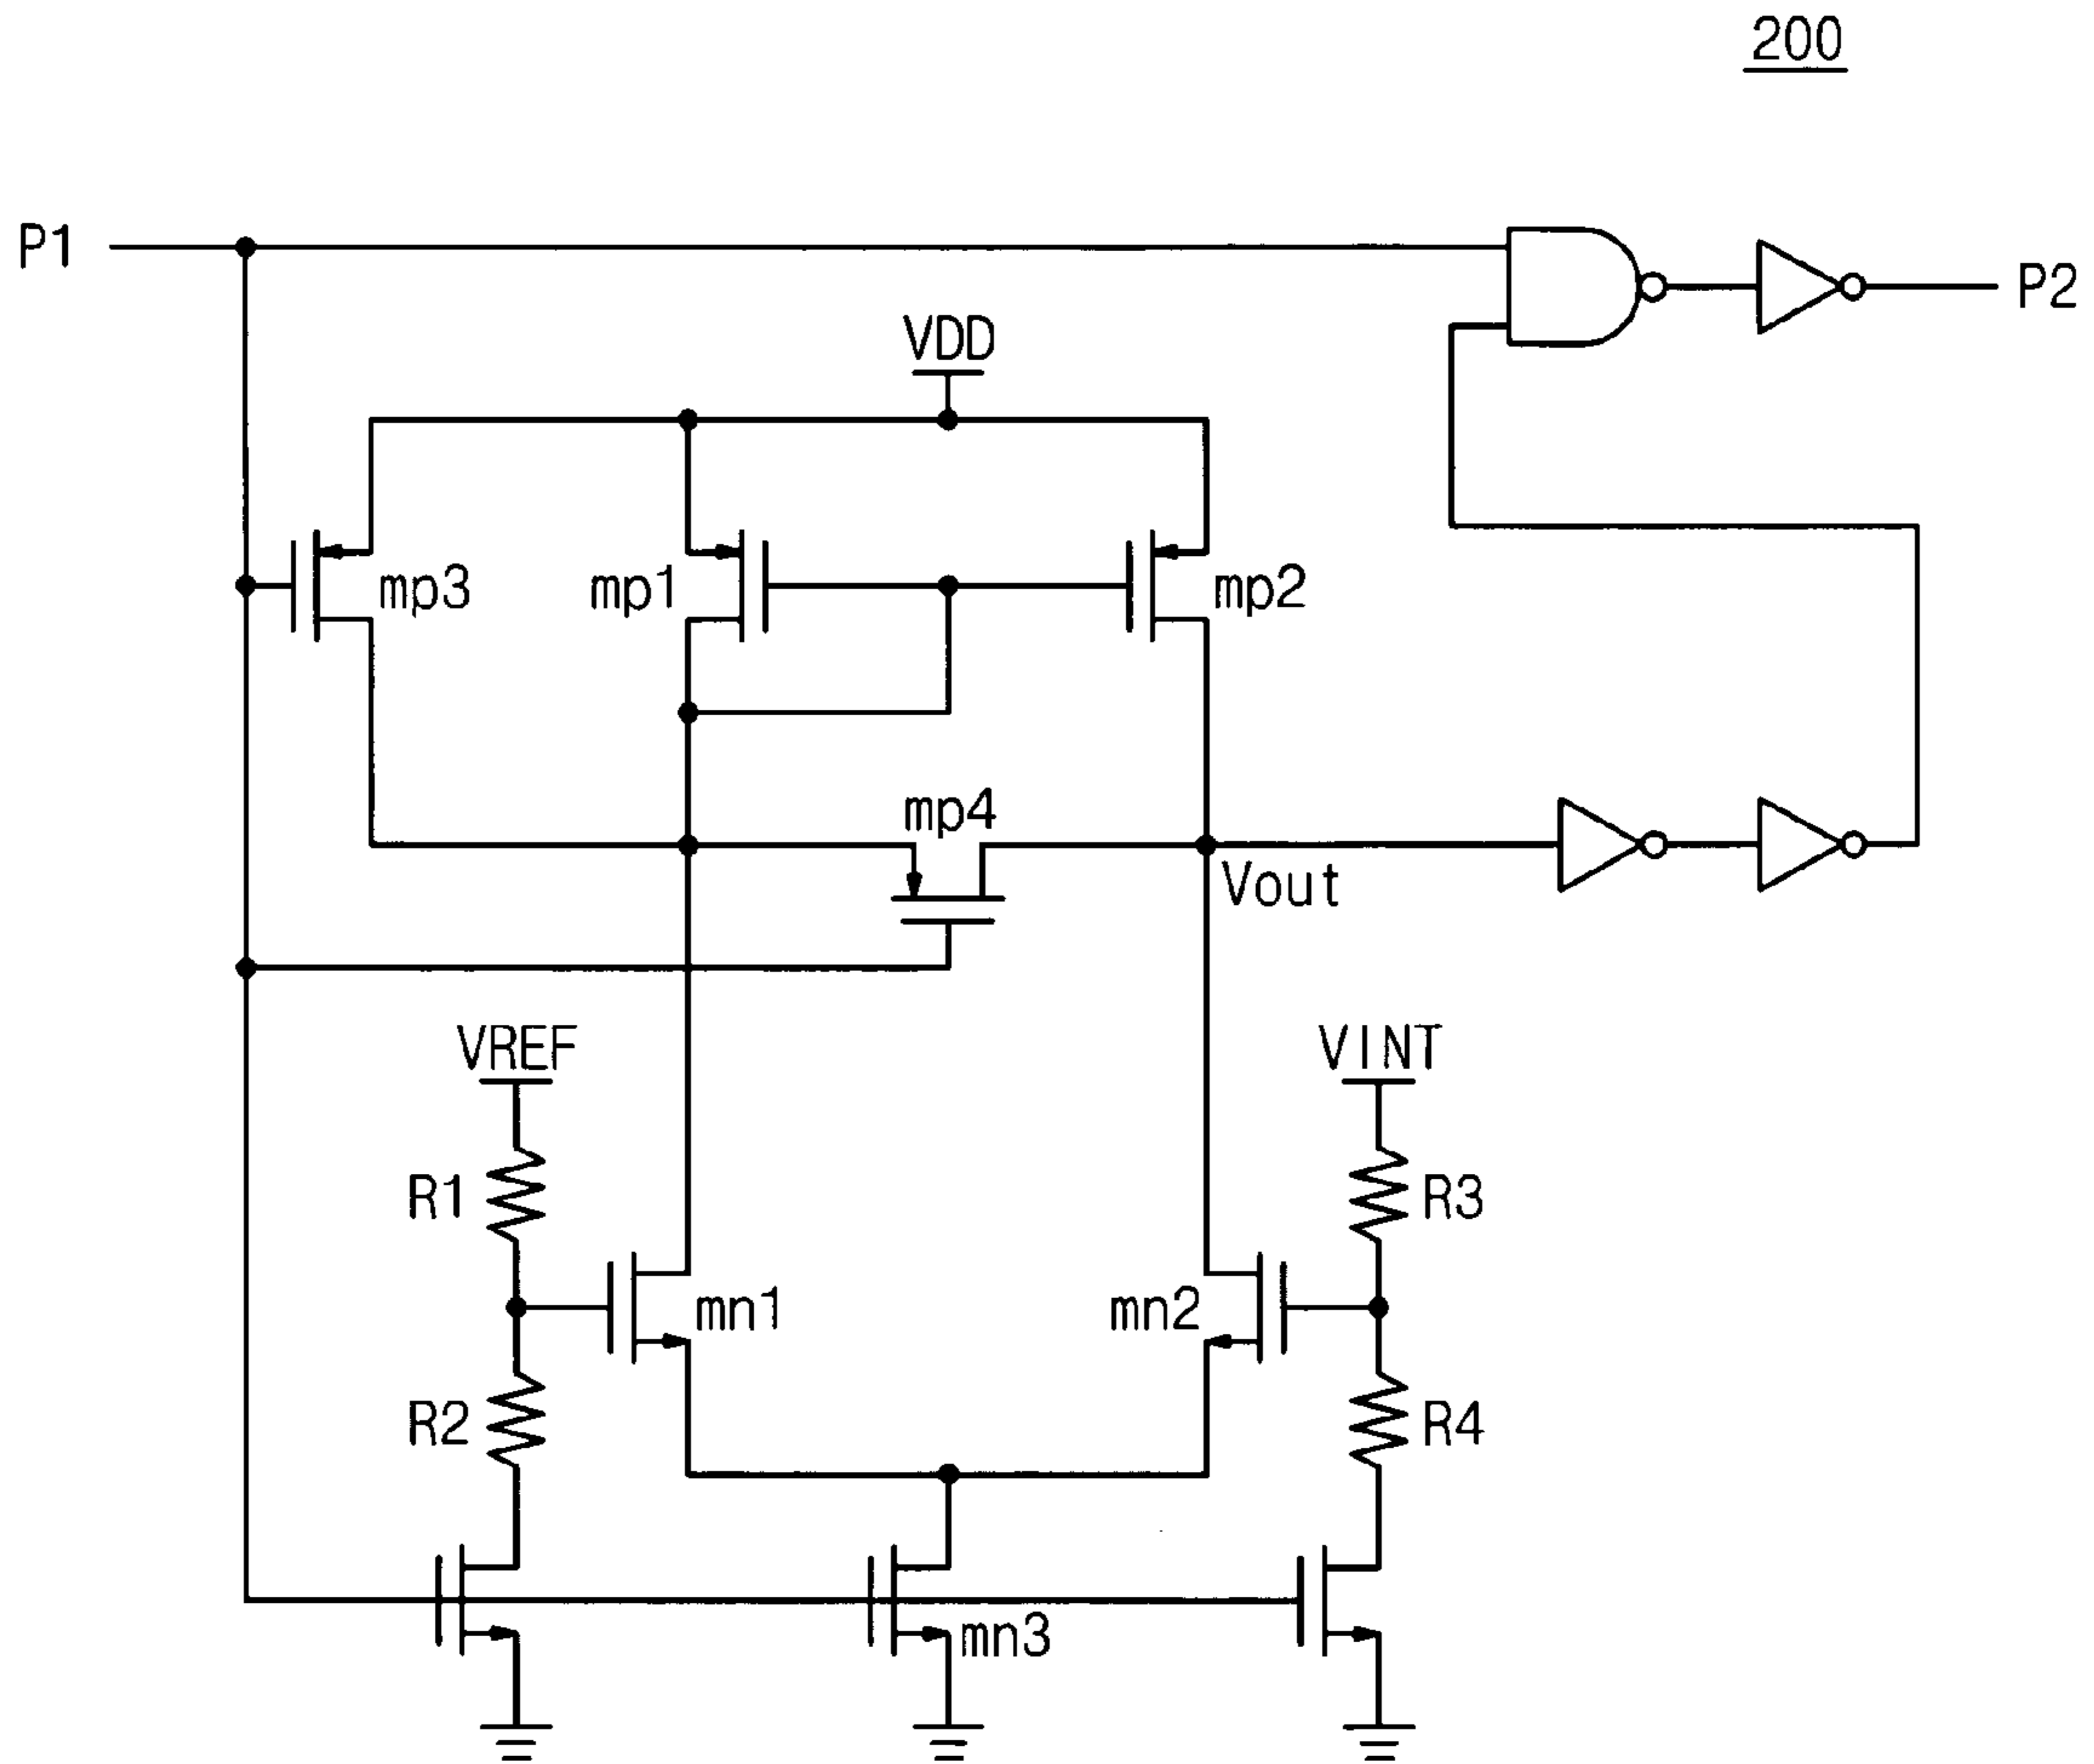 200
P1
P2
VDD
mp3
mp1
mp2
mp4
Vout
VREF
VINT
R1
R3
mn1
mn2
R2
R4
mn3